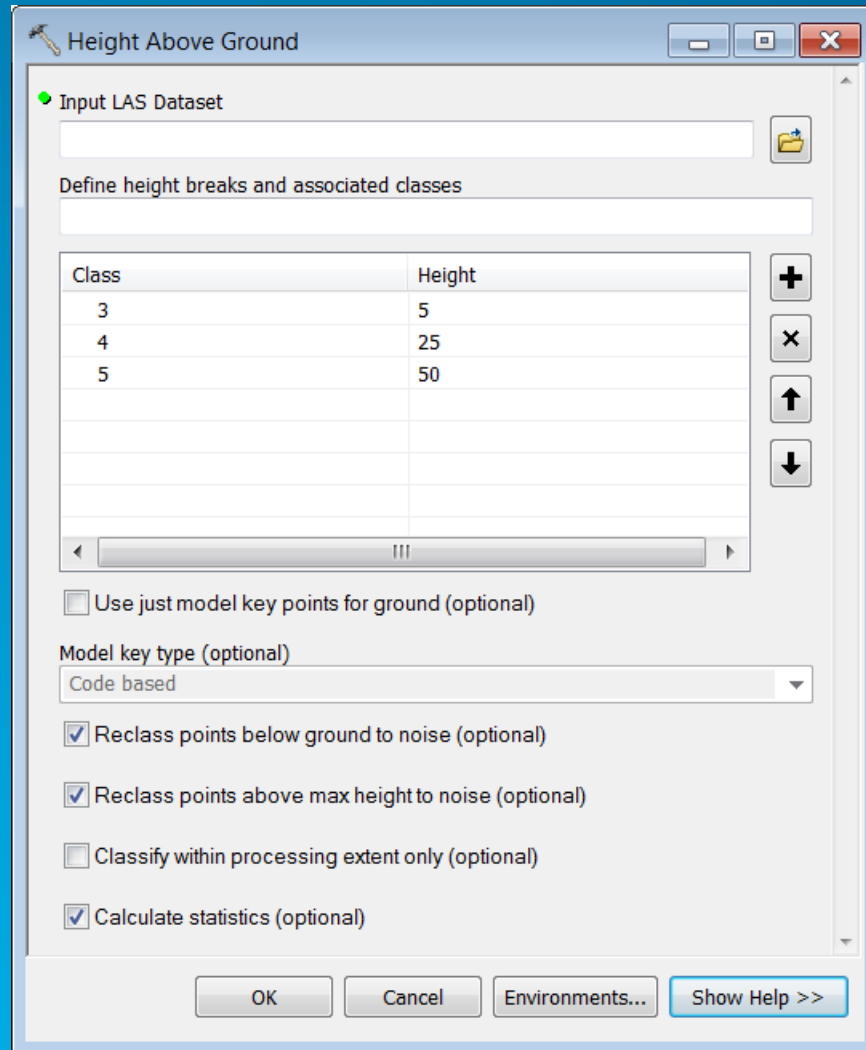 Height Above Ground
Input LAS Dataset
Define height breaks and associated classes
Class Height
3 5
4 25
5 50
Use just model key points for ground (optional)
Model key type (optional)
Code based
Reclass points below ground to noise (optional)
Reclass points above max height to noise (optional)
Classify within processing extent only (optional)
Calculate statistics (optional)
OK Cancel Environments... Show Help >>